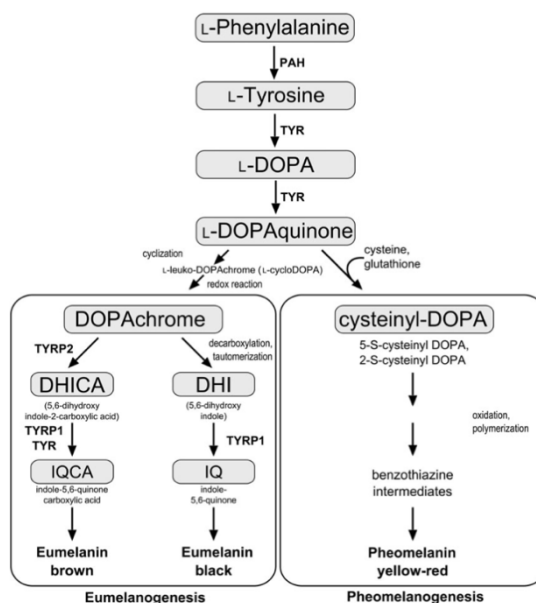 L-Phenylalanine
PAH
L-Tyrosine
TYR
L-DOPA
TYR
L-DOPAquinone
cyclization
L-leuko-DOPAchrome (L-cycloDOPA)
redox reaction
cysteine,
glutathione
DOPAchrome
TYRP2
decarboxylation,
tautomerization
DHICA
(5,6-dihydroxy
indole-2-carboxylic acid)
DHI
(5,6-dihydroxy
indole)
TYRP1
TYR
TYRP1
IQCA
indole-5,6-quinone
carboxylic acid
IQ
indole-
5,6-quinone
Eumelanin
brown
Eumelanin
black
Eumelanogenesis
cysteinyl-DOPA
5-S-cysteinyl DOPA,
2-S-cysteinyl DOPA
oxidation,
polymerization
benzothiazine
intermediates
Pheomelanin
yellow-red
Pheomelanogenesis